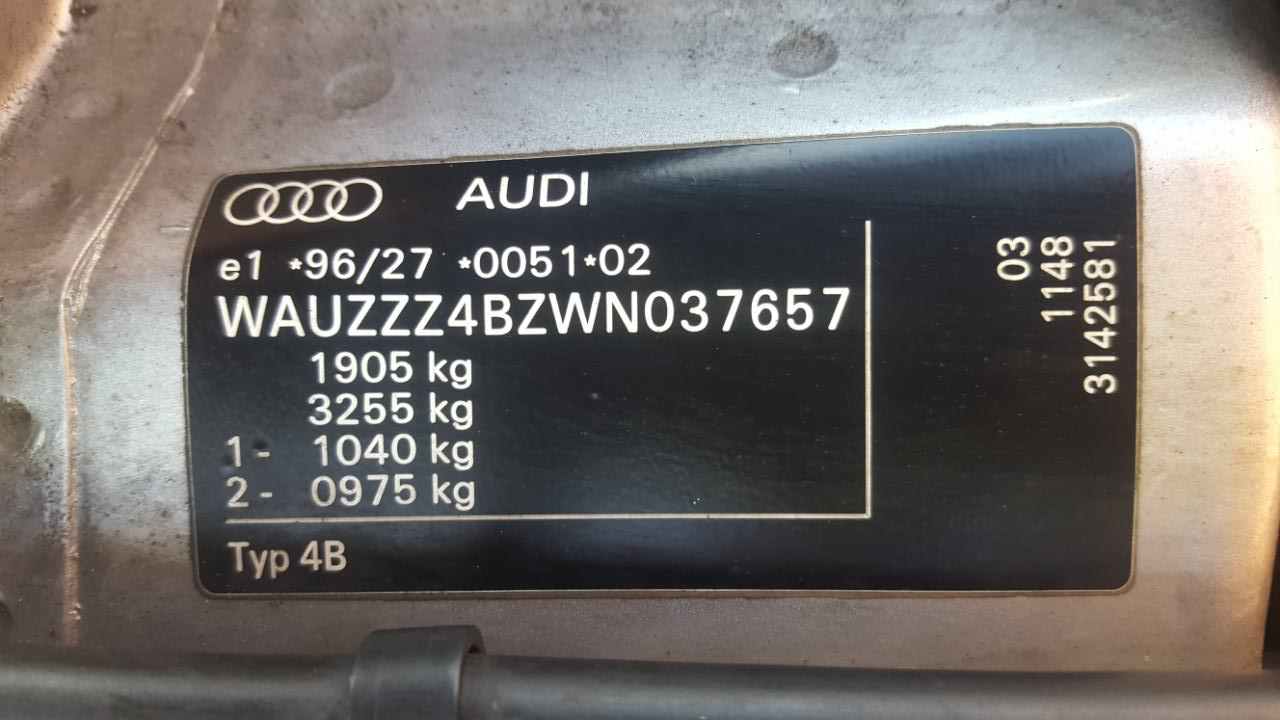 AUDI
e1 *96/27 *0051*02
WAUZZZ4BZWN037657
1905 kg
3255 kg
1- 1040 kg
2- 0975 kg
Typ 4B
03
1148
3142581